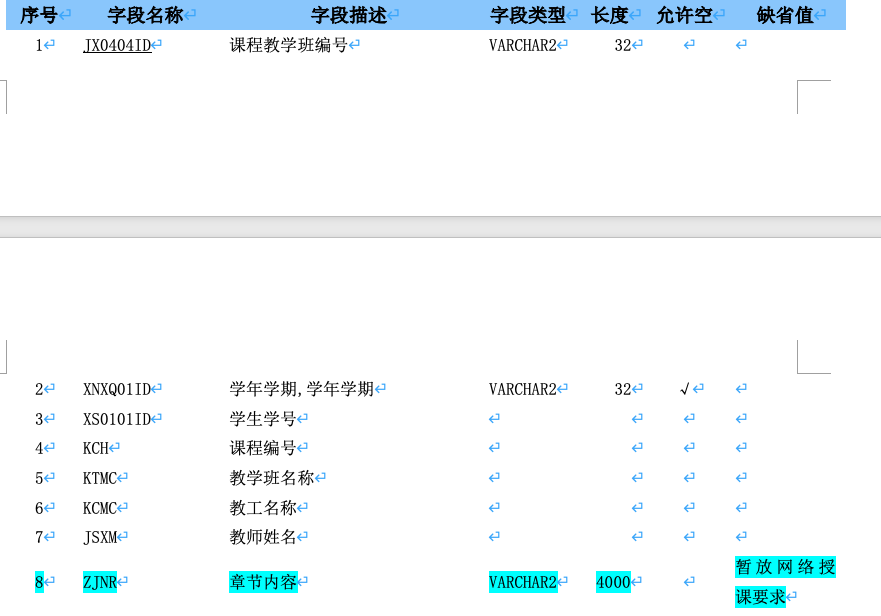 序号 字段名称 字段描述 字段类型 长度 允许空 缺省值
1 JX0404ID 课程教学班编号 VARCHAR2 32
2 XNXQ01ID 学年学期,学年学期 VARCHAR2 32 √
3 XS0101ID 学生学号
4 KCH 课程编号
5 KTMC 教学班名称
6 KCMC 教工名称
7 JSXM 教师姓名
8 ZJNR 章节内容 VARCHAR2 4000 暂放网络授
课要求